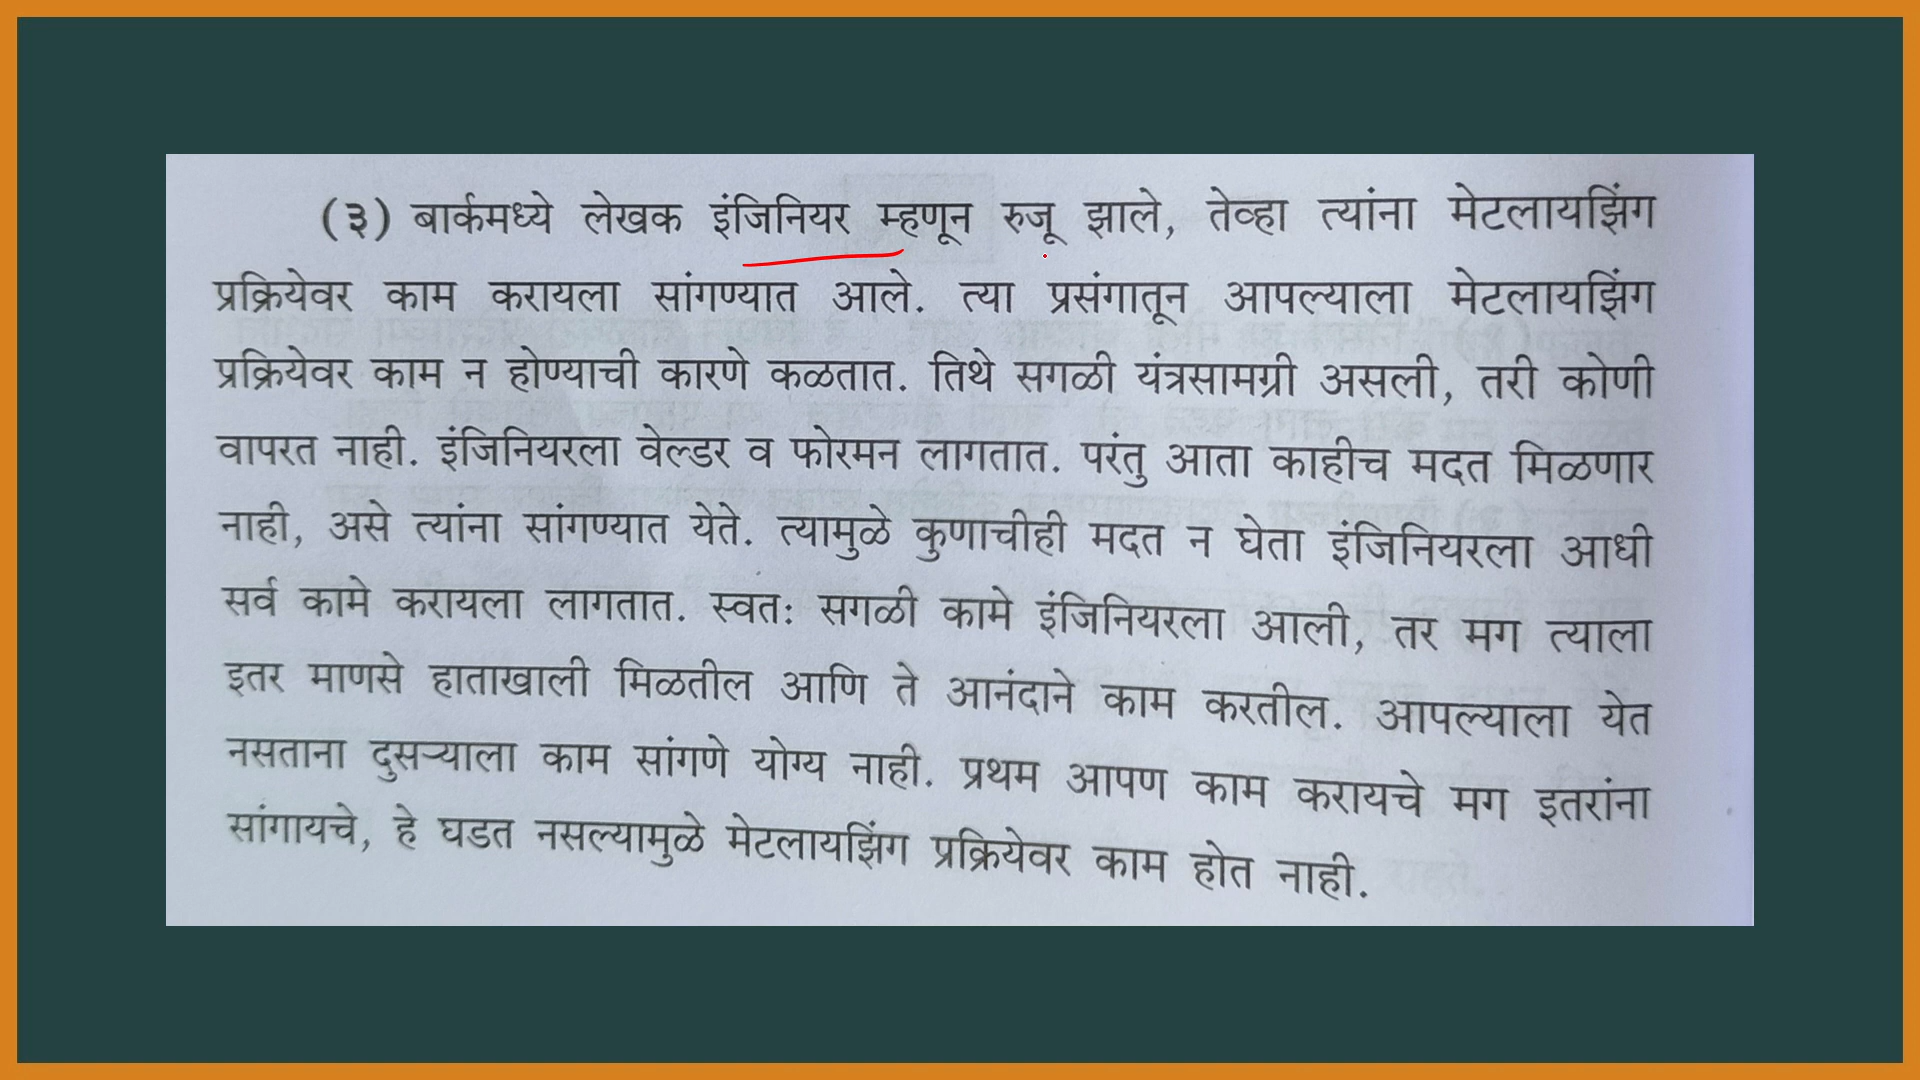 (३) बार्कमध्ये लेखक इंजिनियर म्हणून रुजू झाले, तेव्हा त्यांना मेटलायझिंग
प्रक्रियेवर काम करायला सांगण्यात आले. त्या प्रसंगातून आपल्याला मेटलायझिंग
प्रक्रियेवर काम न होण्याची कारणे कळतात. तिथे सगळी यंत्रसामग्री असली, तरी कोणी
वापरत नाही. इंजिनियरला वेल्डर व फोरमन लागतात. परंतु आता काहीच मदत मिळणार
नाही, असे त्यांना सांगण्यात येते. त्यामुळे कुणाचीही मदत न घेता इंजिनियरला आधी
सर्व कामे करायला लागतात. स्वतः सगळी कामे इंजिनियरला आली, तर मग त्याला
इतर माणसे हाताखाली मिळतील आणि ते आनंदाने काम करतील. आपल्याला येत
नसताना दुसऱ्याला काम सांगणे योग्य नाही. प्रथम आपण काम करायचे मग इतरांना
सांगायचे, हे घडत नसल्यामुळे मेटलायझिंग प्रक्रियेवर काम होत नाही.